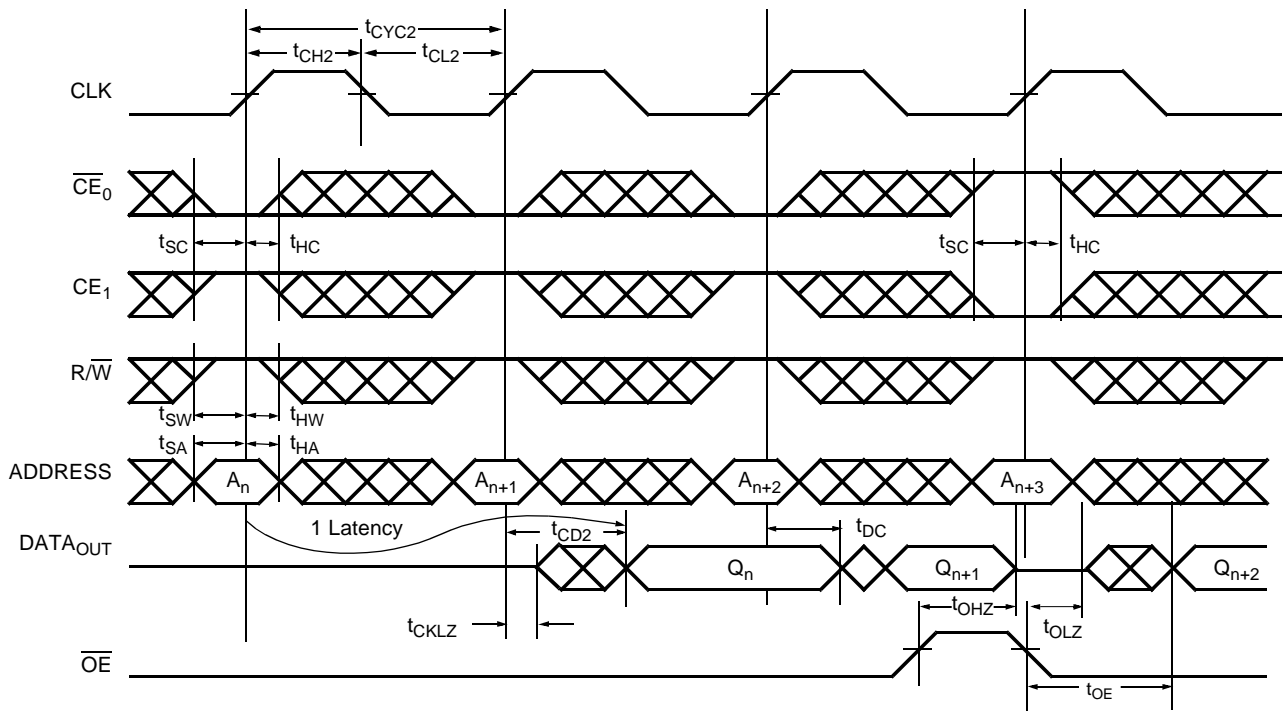 tCYC2
tCH2 tCL2
CLK
CE0
tSC tHC tSC tHC
CE1
R/W
tSW tHW
tSA tHA
ADDRESS An An+1 An+2 An+3
1 Latency tCD2 tDC
DATAOUT Qn Qn+1 Qn+2
tOHZ
tCKLZ tOLZ
OE
tOE